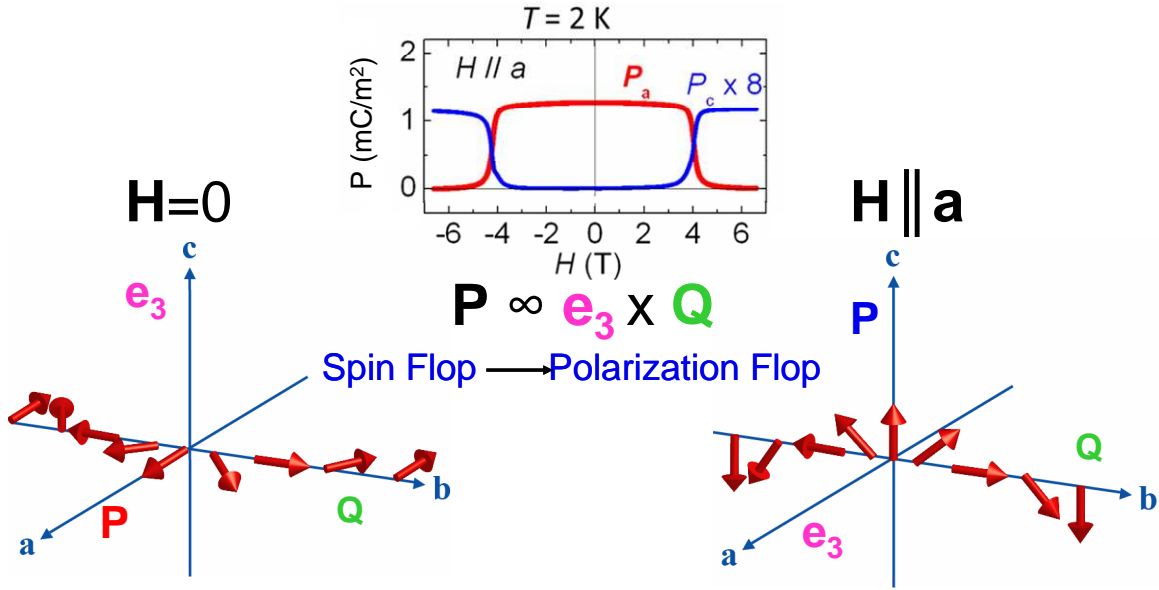 T = 2 K
P (mC/m²)
2
1
0
H // a
Pₐ
P_c x 8
-6 -4 -2 0 2 4 6
H (T)
H=0
H∥a
P ∞ e₃ x Q
Spin Flop Polarization Flop
c
e₃
a
P
Q
b
c
P
a
e₃
Q
b